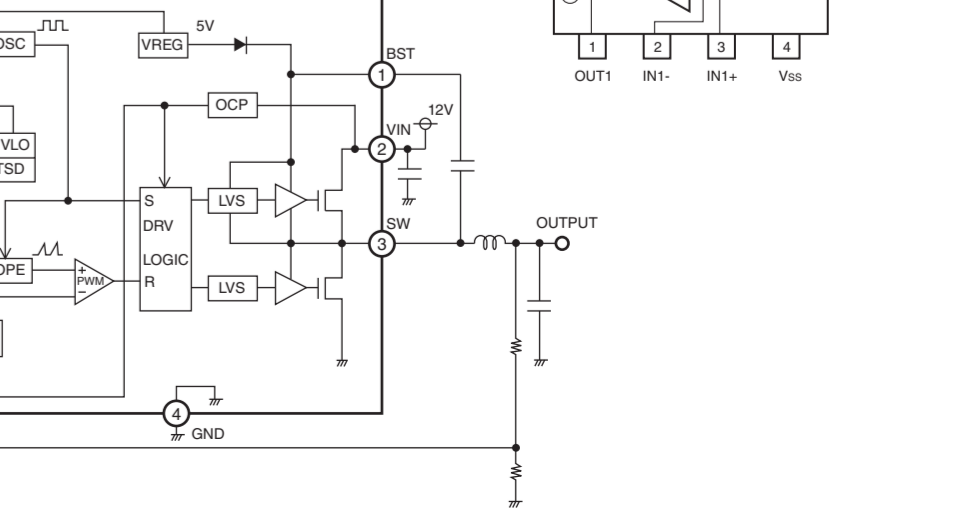 5V
BST
OSC
VREG
1
1
2
3
4
OUT1
IN1-
IN1+
Vss
OCP
12V
VIN
2
VLO
TSD
LVS
S
DRV
SW
3
OUTPUT
LOGIC
OPE
+
PWM
−
R
LVS
4
GND